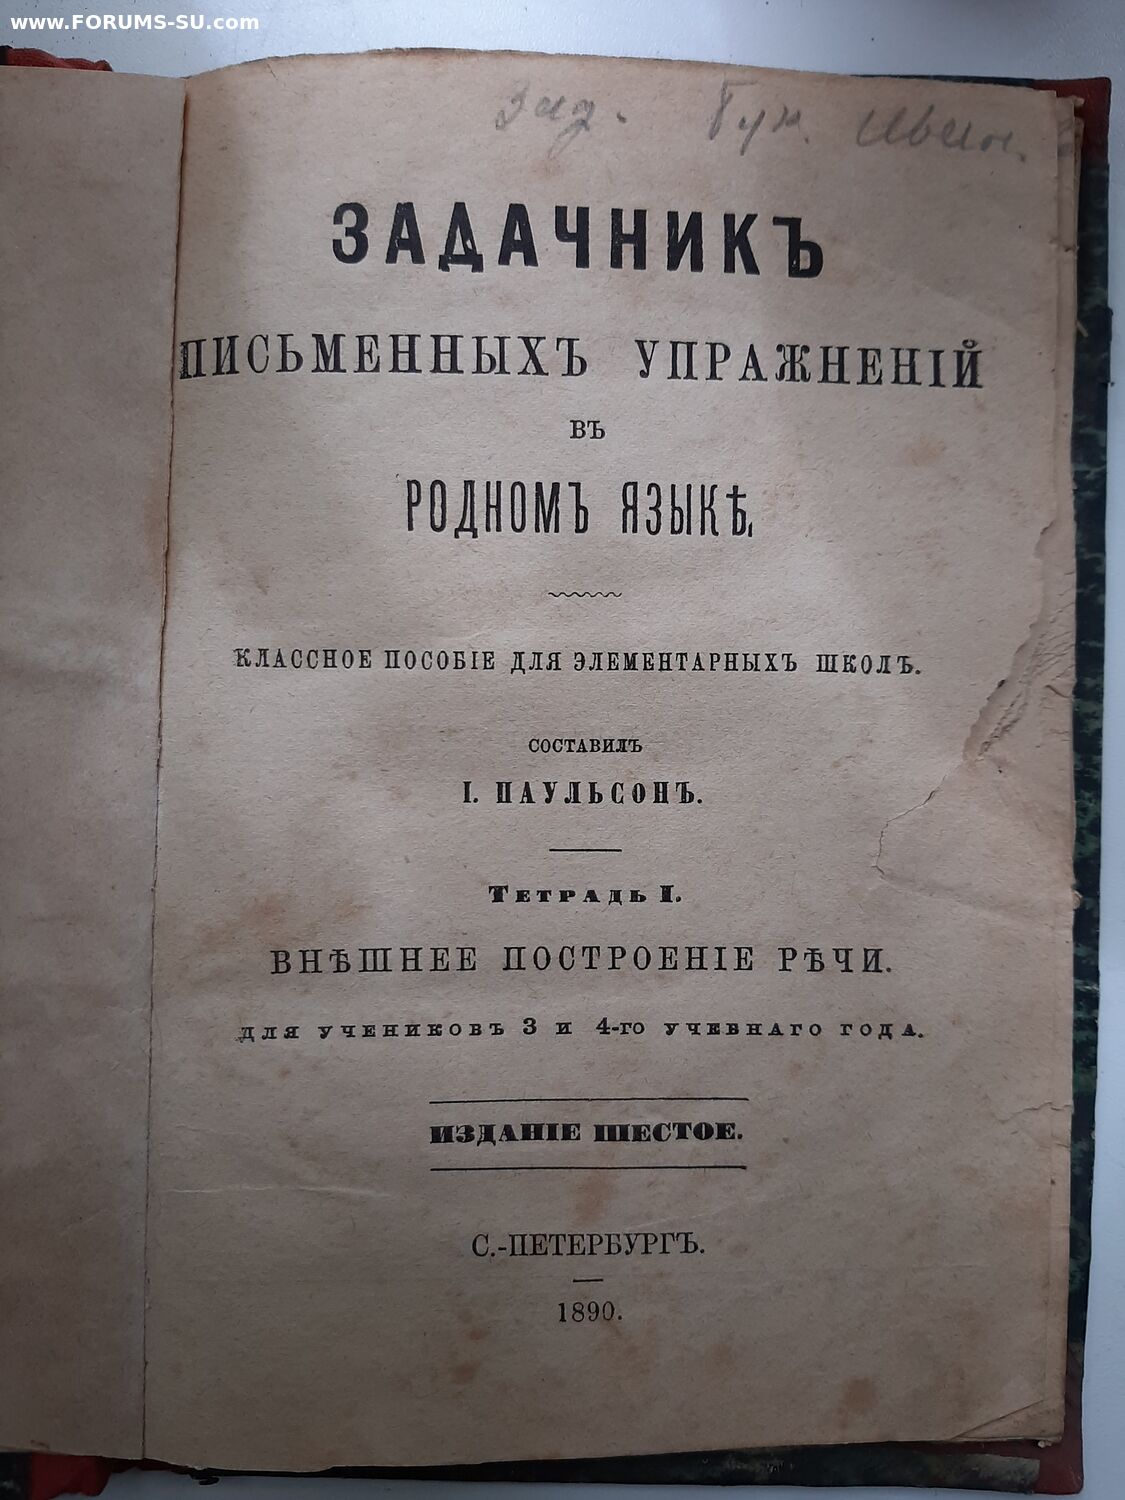 www.FORUMS-SU.com
ЗАДАЧНИКЪ
ПИСЬМЕННЫХЪ УПРАЖНЕНІЙ
ВЪ
РОДНОМЪ ЯЗЫКѢ,
КЛАССНОЕ ПОСОБІЕ ДЛЯ ЭЛЕМЕНТАРНЫХЪ ШКОЛЪ.
СОСТАВИЛЪ
І. ПАУЛЬСОНЪ.
ТЕТРАДЬ I.
ВНѢШНЕЕ ПОСТРОЕНІЕ РѢЧИ.
ДЛЯ УЧЕНИКОВЪ 3 И 4-ГО УЧЕБНАГО ГОДА.
ИЗДАНІЕ ШЕСТОЕ.
С.-ПЕТЕРБУРГЪ.
1890.